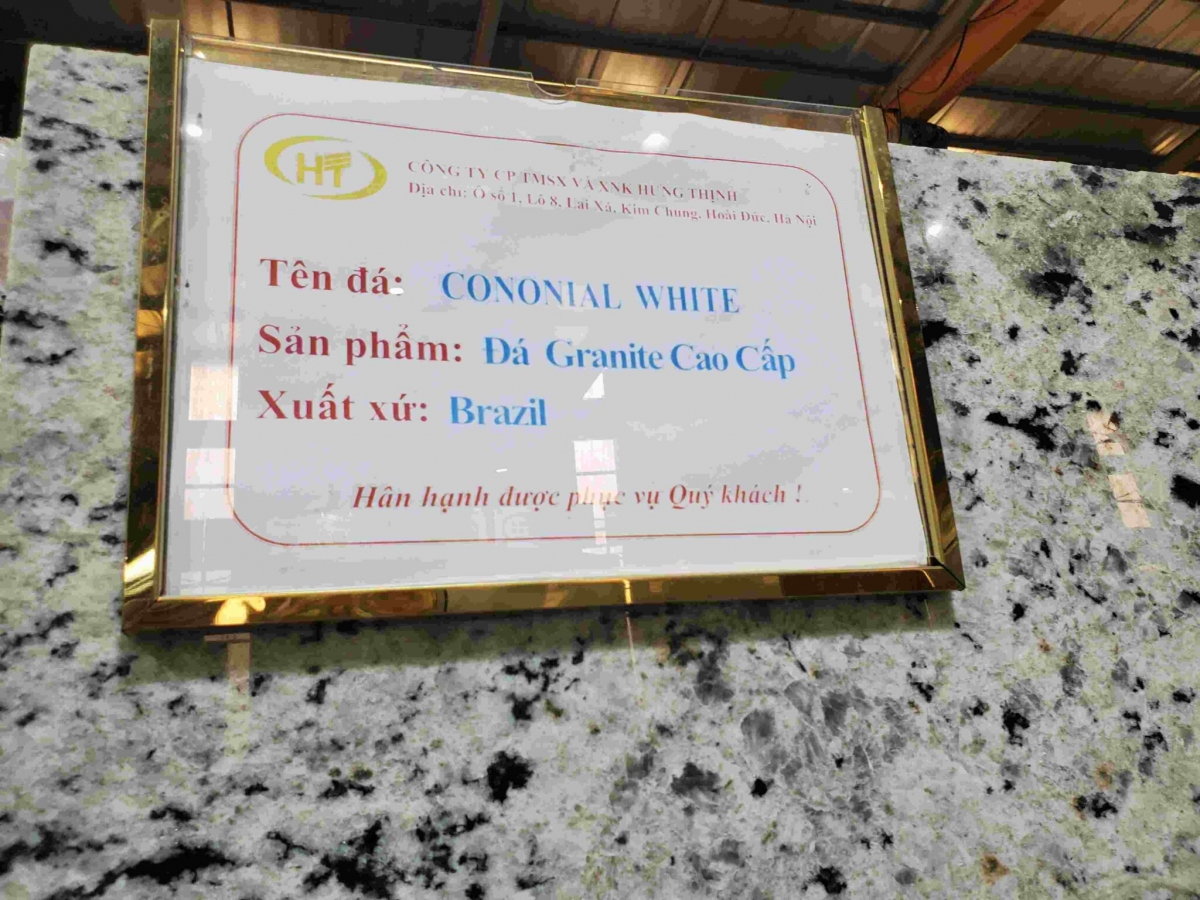 HT
CÔNG TY CP TMSX VÀ XNK HƯNG THỊNH
Địa chỉ: Ô số 1, Lô 8, Lai Xá, Kim Chung, Hoài Đức, Hà Nội
Tên đá: CONONIAL WHITE
Sản phẩm: Đá Granite Cao Cấp
Xuất xứ: Brazil
Hân hạnh được phục vụ Quý khách !